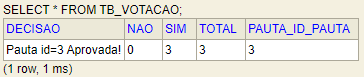 SELECT * FROM TB_VOTACAO;
DECISAO NAO SIM TOTAL PAUTA_ID_PAUTA
Pauta id=3 Aprovada! 0 3 3 3
(1 row, 1 ms)